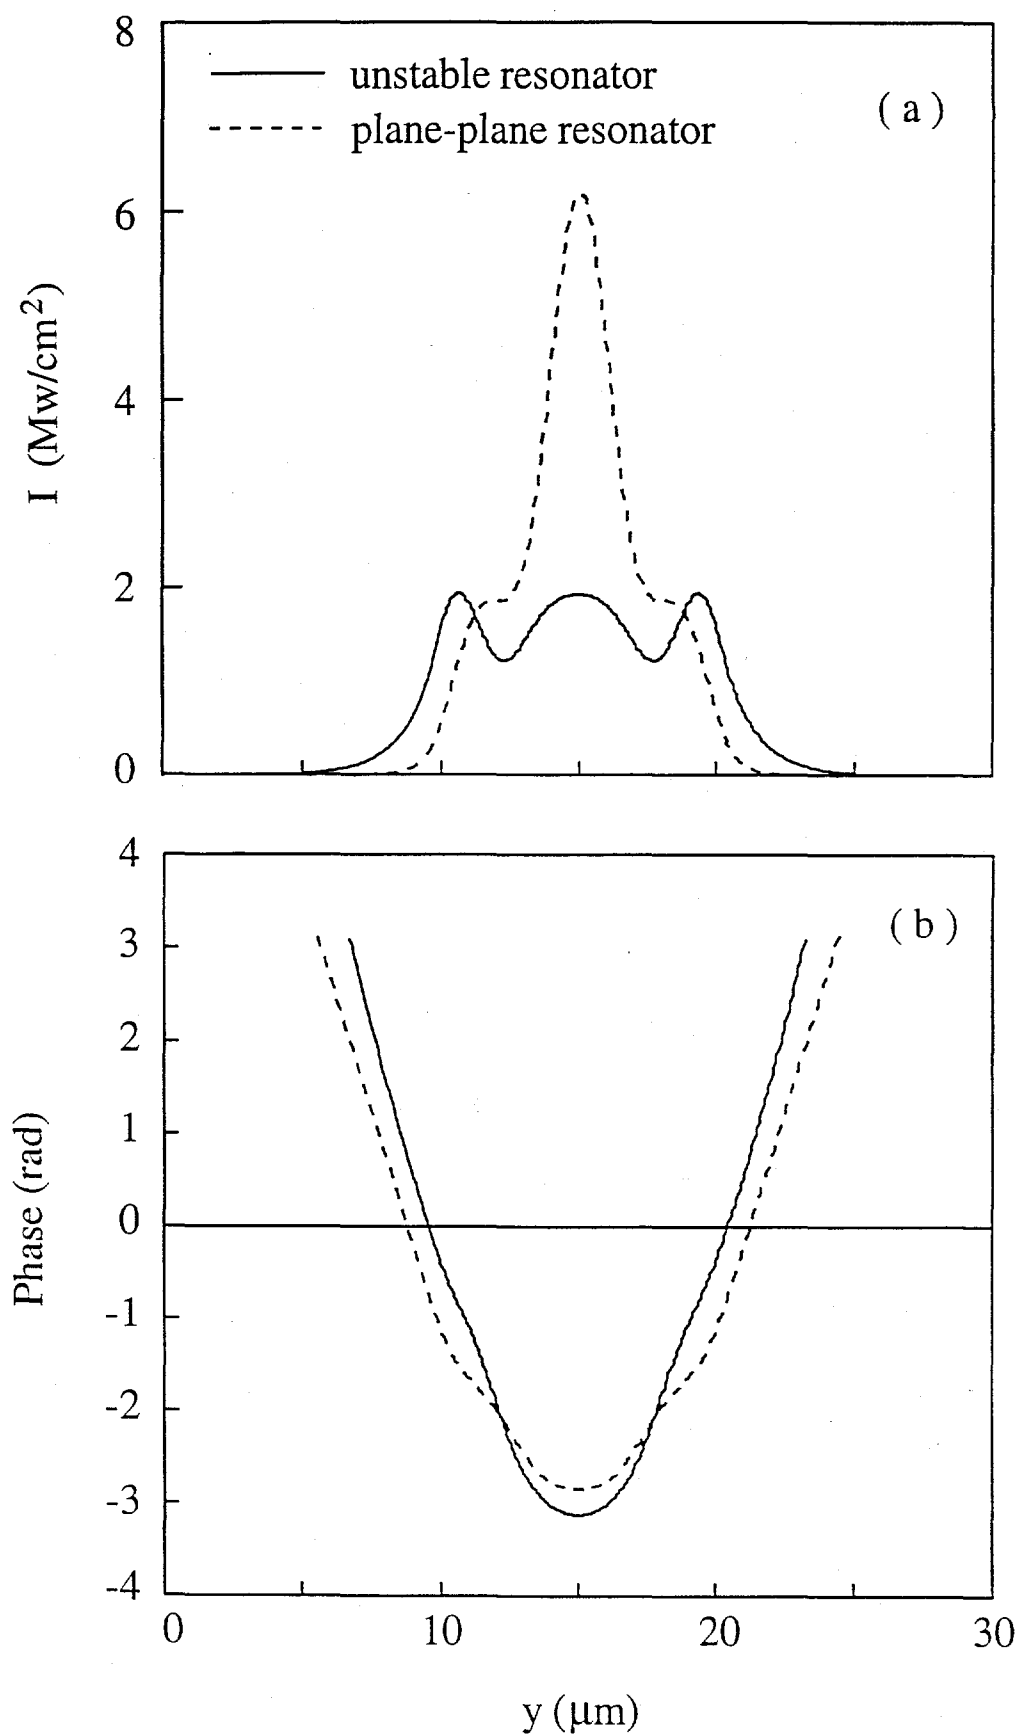 8
unstable resonator
( a )
plane-plane resonator
6
I (Mw/cm²)
4
2
0
4
( b )
3
2
1
Phase (rad)
0
-1
-2
-3
-4
0 10 20 30
y (μm)